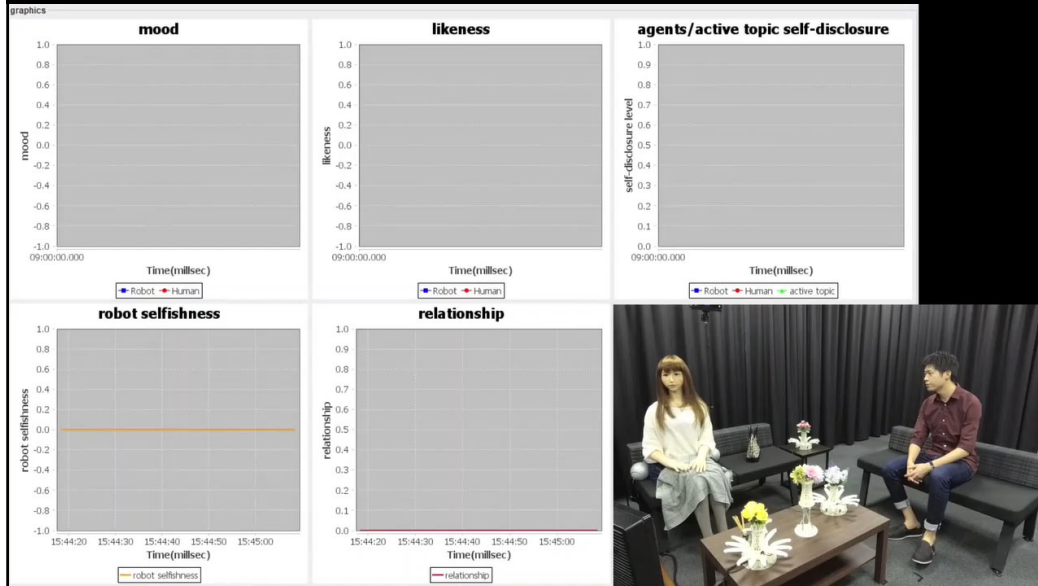 graphics
mood
1.0
0.8
0.6
0.4
0.2
0.0
-0.2
-0.4
-0.6
-0.8
-1.0
mood
09:00:00.000
Time(millsec)
Robot Human
likeness
1.0
0.8
0.6
0.4
0.2
0.0
-0.2
-0.4
-0.6
-0.8
-1.0
likeness
09:00:00.000
Time(millsec)
Robot Human
agents/active topic self-disclosure
1.0
0.9
0.8
0.7
0.6
0.5
0.4
0.3
0.2
0.1
0.0
self-disclosure level
09:00:00.000
Time(millsec)
Robot Human active topic
robot selfishness
1.0
0.8
0.6
0.4
0.2
0.0
-0.2
-0.4
-0.6
-0.8
-1.0
robot selfishness
15:44:20 15:44:30 15:44:40 15:44:50 15:45:00
Time(millsec)
robot selfishness
relationship
1.0
0.9
0.8
0.7
0.6
0.5
0.4
0.3
0.2
0.1
0.0
relationship
15:44:20 15:44:30 15:44:40 15:44:50 15:45:00
Time(millsec)
relationship